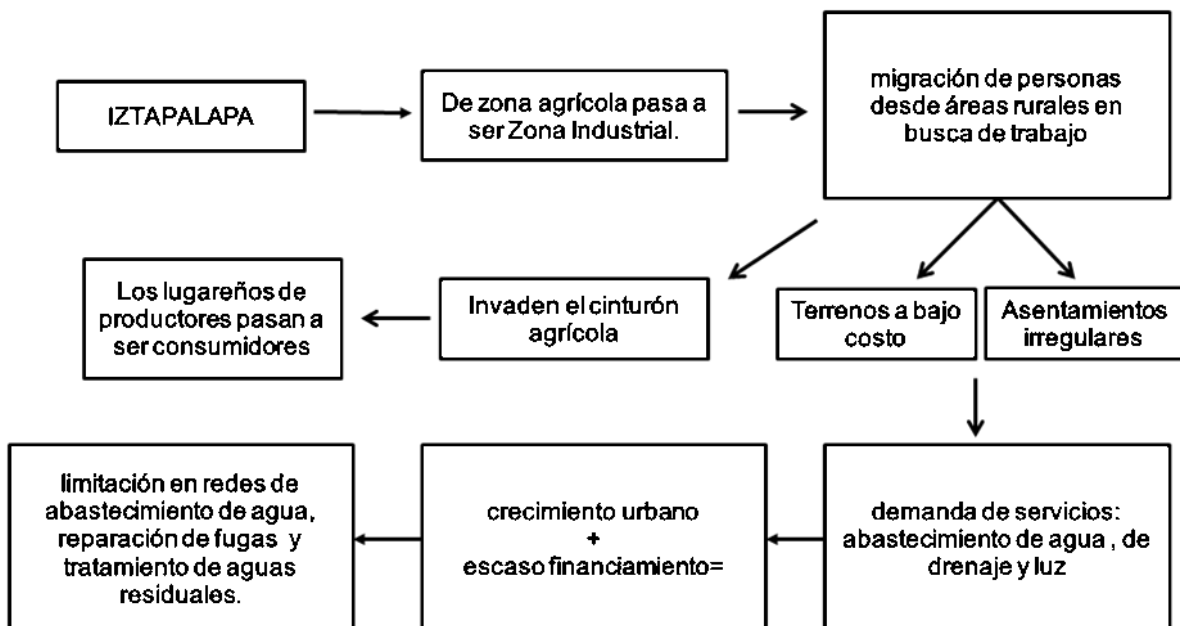 IZTAPALAPA
De zona agrícola pasa a
ser Zona Industrial.
migración de personas
desde áreas rurales en
busca de trabajo
Los lugareños de
productores pasan a
ser consumidores
Invaden el cinturón
agrícola
Terrenos a bajo
costo
Asentamientos
irregulares
limitación en redes de
abastecimiento de agua,
reparación de fugas y
tratamiento de aguas
residuales.
crecimiento urbano
+
escaso financiamiento=
demanda de servicios:
abastecimiento de agua , de
drenaje y luz